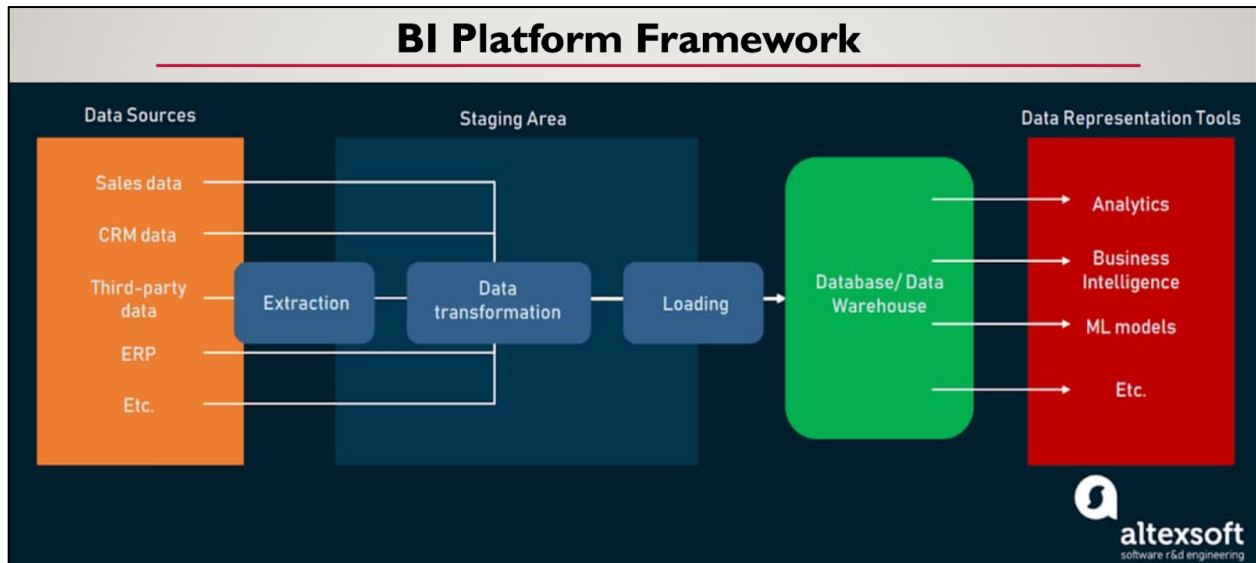 BI Platform Framework
Data Sources
Staging Area
Data Representation Tools
Sales data
CRM data
Third-party
data
ERP
Etc.
Extraction
Data
transformation
Loading
Database/ Data
Warehouse
Analytics
Business
Intelligence
ML models
Etc.
altexsoft
software r&d engineering